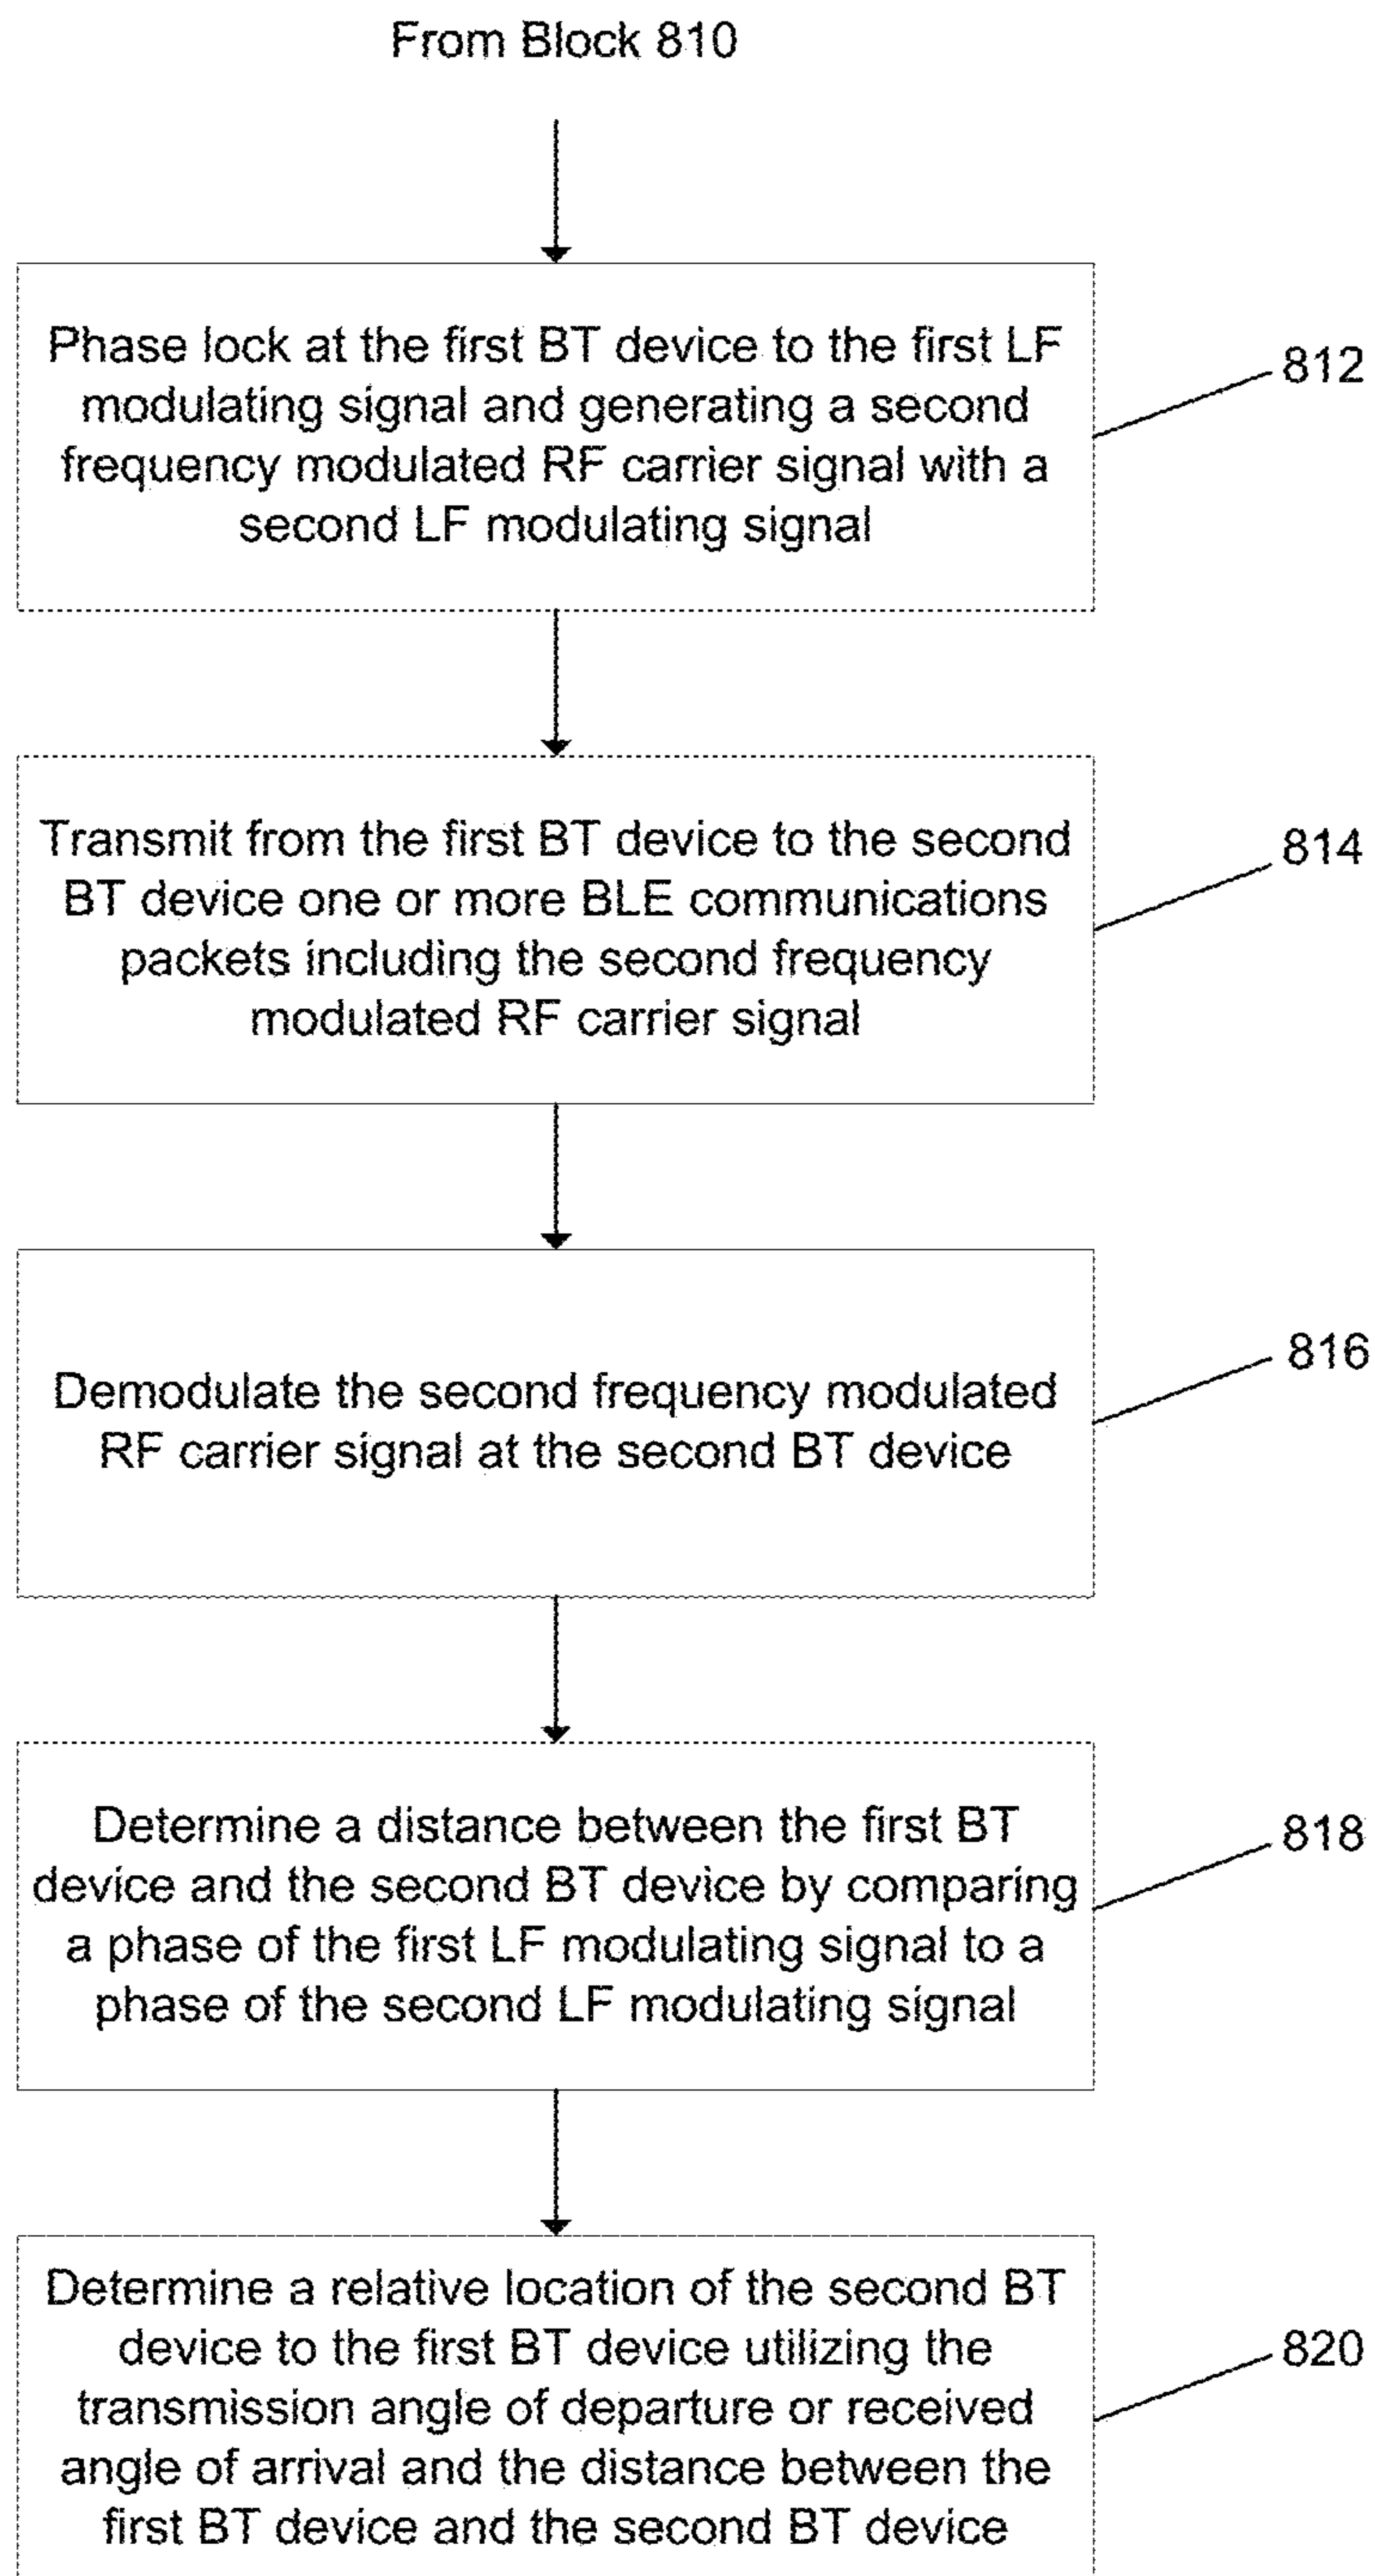 From Block 810
Phase lock at the first BT device to the first LF
modulating signal and generating a second
frequency modulated RF carrier signal with a
second LF modulating signal
812
Transmit from the first BT device to the second
BT device one or more BLE communications
packets including the second frequency
modulated RF carrier signal
814
Demodulate the second frequency modulated
RF carrier signal at the second BT device
816
Determine a distance between the first BT
device and the second BT device by comparing
a phase of the first LF modulating signal to a
phase of the second LF modulating signal
818
Determine a relative location of the second BT
device to the first BT device utilizing the
transmission angle of departure or received
angle of arrival and the distance between the
first BT device and the second BT device
820